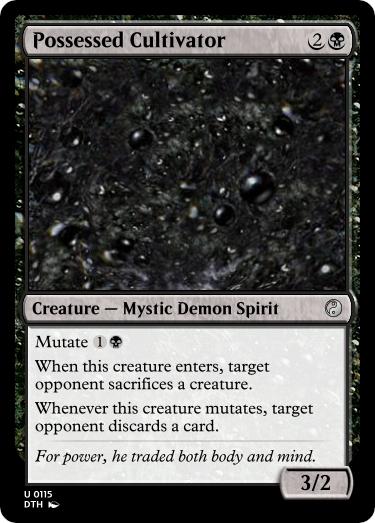 Possessed Cultivator 2
Creature — Mystic Demon Spirit
Mutate 1
When this creature enters, target
opponent sacrifices a creature.
Whenever this creature mutates, target
opponent discards a card.
For power, he traded both body and mind.
3/2
U 0115
DTH